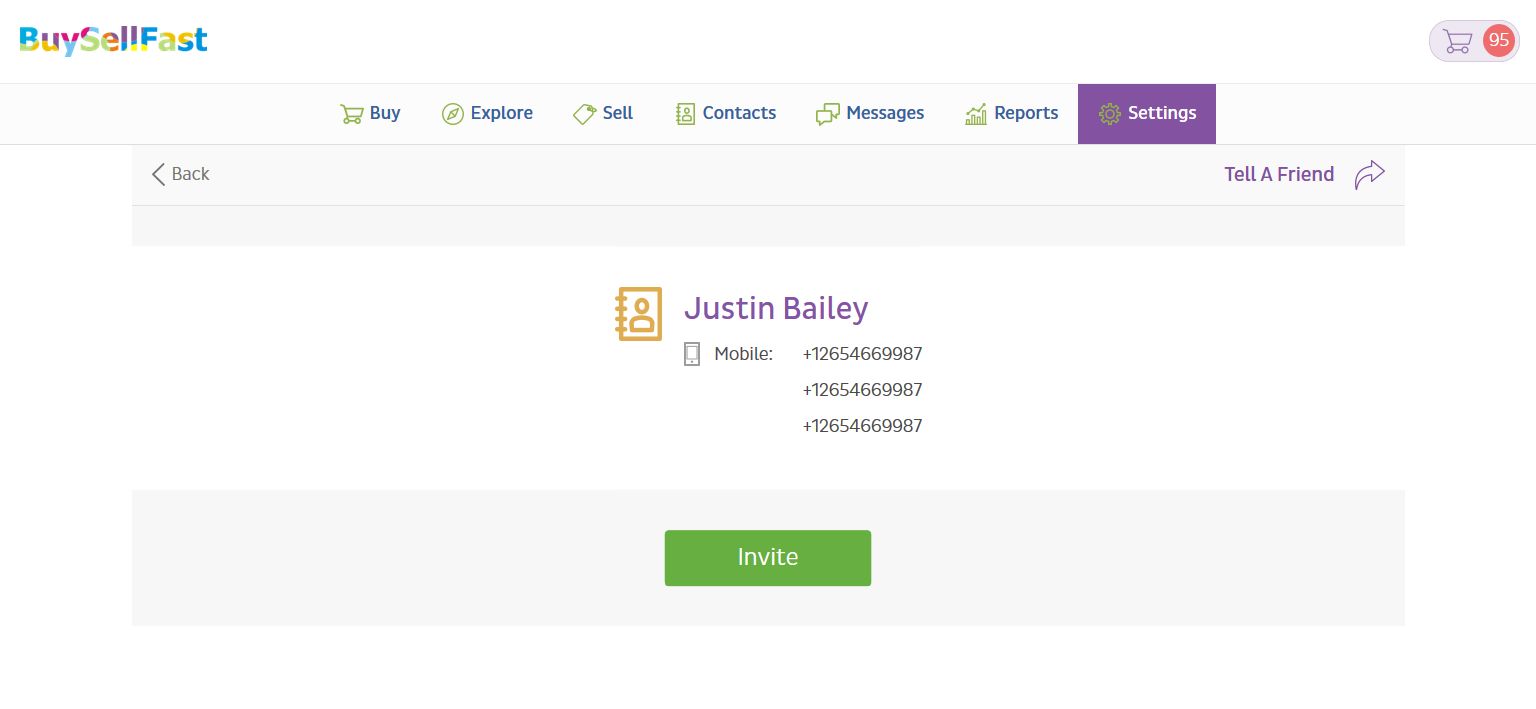 BuySellFast
95
Buy Explore Sell Contacts Messages Reports Settings
Back Tell A Friend
Justin Bailey
Mobile: +12654669987
+12654669987
+12654669987
Invite